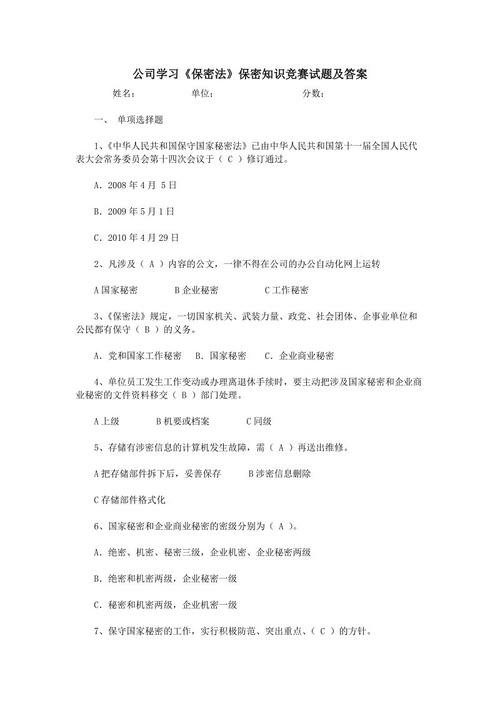 公司学习《保密法》保密知识竞赛试题及答案
姓名: 单位: 分数:
一、 单项选择题
1、《中华人民共和国保守国家秘密法》已由中华人民共和国第十一届全国人民代
表大会常务委员会第十四次会议于（ C ）修订通过。
A．2008 年 4 月 5 日
B．2009 年 5 月 1 日
C．2010 年 4 月 29 日
2、凡涉及（ A ）内容的公文，一律不得在公司的办公自动化网上运转
A 国家秘密 B 企业秘密 C 工作秘密
3、《保密法》规定，一切国家机关、武装力量、政党、社会团体、企事业单位和
公民都有保守（ B ）的义务。
A．党和国家工作秘密 B．国家秘密 C．企业商业秘密
4、单位员工发生工作变动或办理离退休手续时，要主动把涉及国家秘密和企业商
业秘密的文件资料移交（ B ）部门处理。
A 上级 B 机要或档案 C 同级
5、存储有涉密信息的计算机发生故障，需（ A ）再送出维修。
A 把存储部件拆下后，妥善保存 B 涉密信息删除
C 存储部件格式化
6、国家秘密和企业商业秘密的密级分别为（ A ）。
A．绝密、机密、秘密三级，企业机密、企业秘密两级
B．绝密和机密两级，企业秘密一级
C．秘密和机密两级，企业机密一级
7、保守国家秘密的工作，实行积极防范、突出重点、（ C ）的方针。